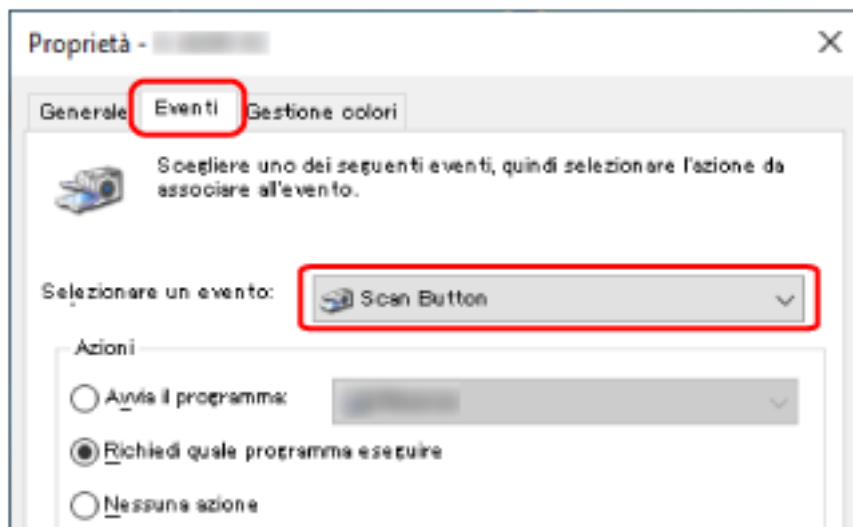 Proprietà -
Generale Eventi Gestione colori
Scegliere uno dei seguenti eventi, quindi selezionare l'azione da
associare all'evento.
Selezionare un evento: Scan Button
Azioni
Avvia il programma:
Richiedi quale programma eseguire
Nessuna azione